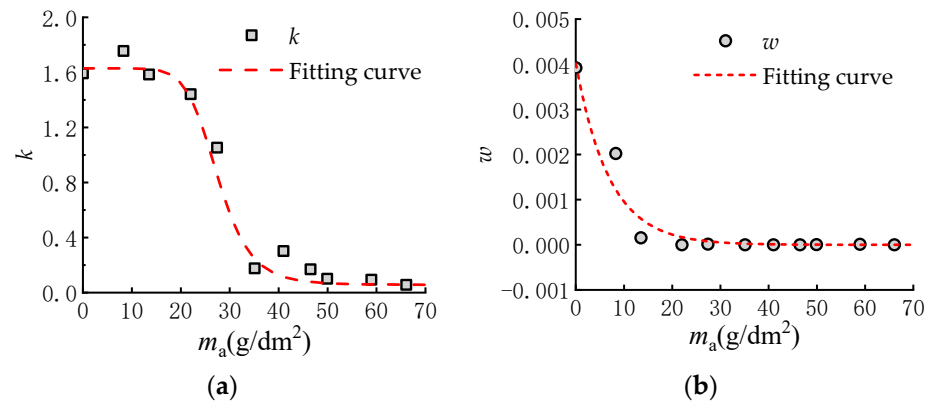 2.0
1.6
1.2
0.8
0.4
0.0
k
k
Fitting curve
0 10 20 30 40 50 60 70
mₐ(g/dm²)
(a)
0.005
0.004
0.003
0.002
0.001
0.000
−0.001
w
w
Fitting curve
0 10 20 30 40 50 60 70
mₐ(g/dm²)
(b)